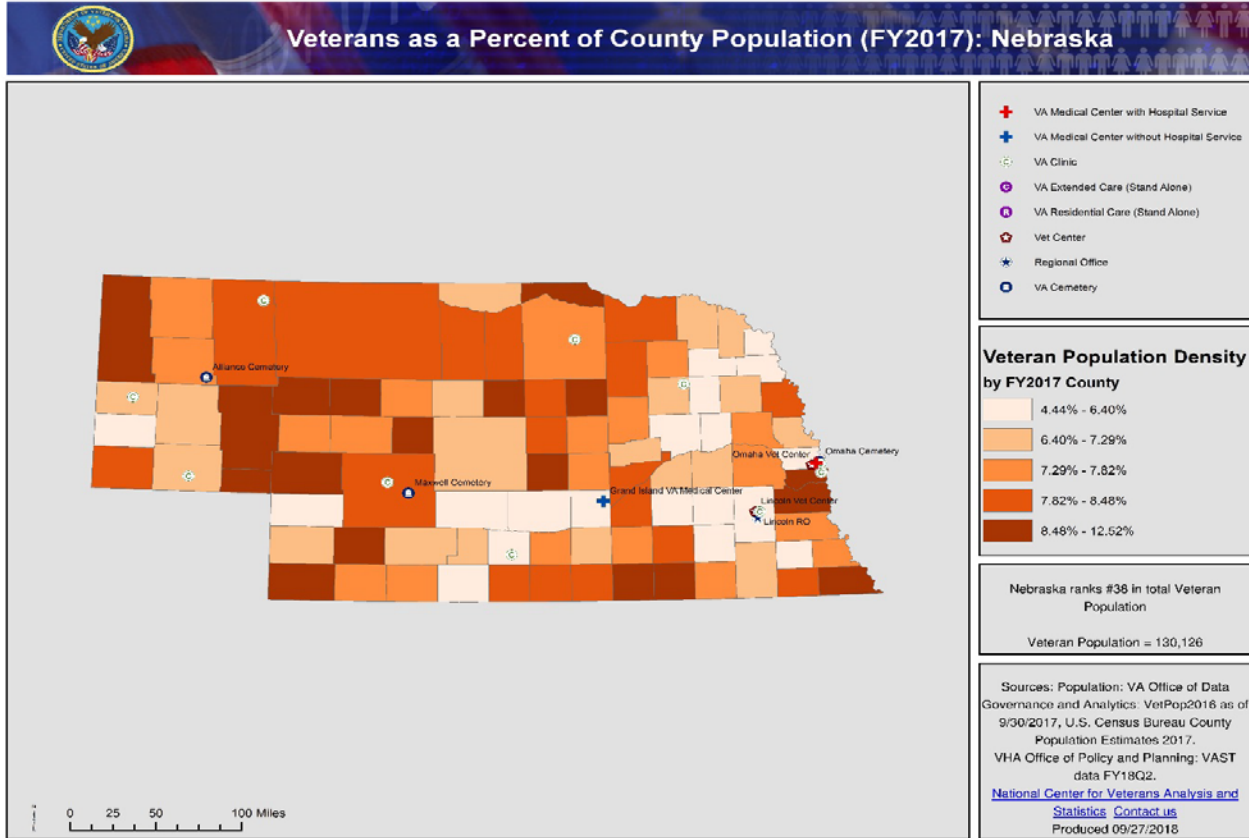 Veterans as a Percent of County Population (FY2017): Nebraska
VA Medical Center with Hospital Service
VA Medical Center without Hospital Service
C
VA Clinic
C
VA Extended Care (Stand Alone)
R
VA Residential Care (Stand Alone)
Vet Center
Regional Office
VA Cemetery
Veteran Population Density
by FY2017 County
4.44% - 6.40%
6.40% - 7.29%
7.29% - 7.82%
7.82% - 8.48%
8.48% - 12.52%
Nebraska ranks #38 in total Veteran
Population
Veteran Population = 130,126
Sources: Population: VA Office of Data
Governance and Analytics: VetPop2016 as of
9/30/2017, U.S. Census Bureau County
Population Estimates 2017.
VHA Office of Policy and Planning: VAST
data FY18Q2.
National Center for Veterans Analysis and
Statistics Contact us
Produced 09/27/2018
C
C
Alliance Cemetery
C
C
Omaha Vet Center
Omaha Cemetery
C
C
C
Maxwell Cemetery
Grand Island VA Medical Center
Lincoln Vet Center
C
Lincoln RO
C
0 25 50 100 Miles